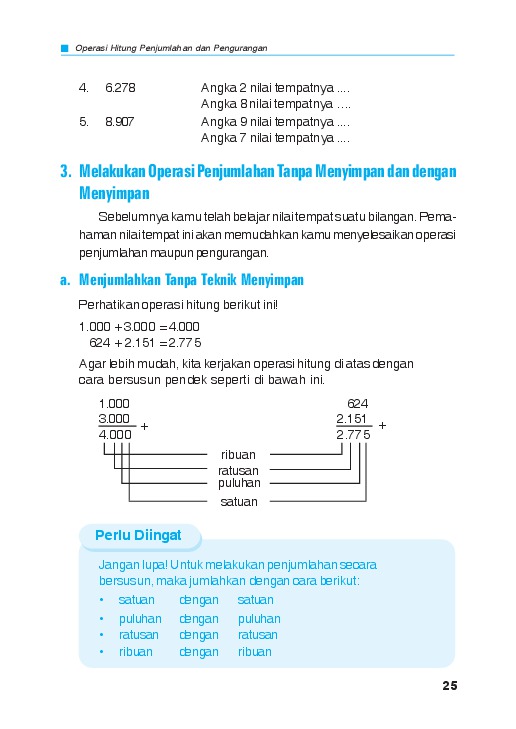 Operasi Hitung Penjumlahan dan Pengurangan
4. 6.278 Angka 2 nilai tempatnya ....
Angka 8 nilai tempatnya ....
5. 8.907 Angka 9 nilai tempatnya ....
Angka 7 nilai tempatnya ....
3. Melakukan Operasi Penjumlahan Tanpa Menyimpan dan dengan
Menyimpan
Sebelumnya kamu telah belajar nilai tempat suatu bilangan. Pema-
haman nilai tempat ini akan memudahkan kamu menyelesaikan operasi
penjumlahan maupun pengurangan.
a. Menjumlahkan Tanpa Teknik Menyimpan
Perhatikan operasi hitung berikut ini!
1.000 + 3.000 = 4.000
624 + 2.151 = 2.775
Agar lebih mudah, kita kerjakan operasi hitung di atas dengan
cara bersusun pendek seperti di bawah ini.
1.000 624
3.000 + 2.151 +
4.000 2.775
ribuan
ratusan
puluhan
satuan
Perlu Diingat
Jangan lupa! Untuk melakukan penjumlahan secara
bersusun, maka jumlahkan dengan cara berikut:
• satuan dengan satuan
• puluhan dengan puluhan
• ratusan dengan ratusan
• ribuan dengan ribuan
25